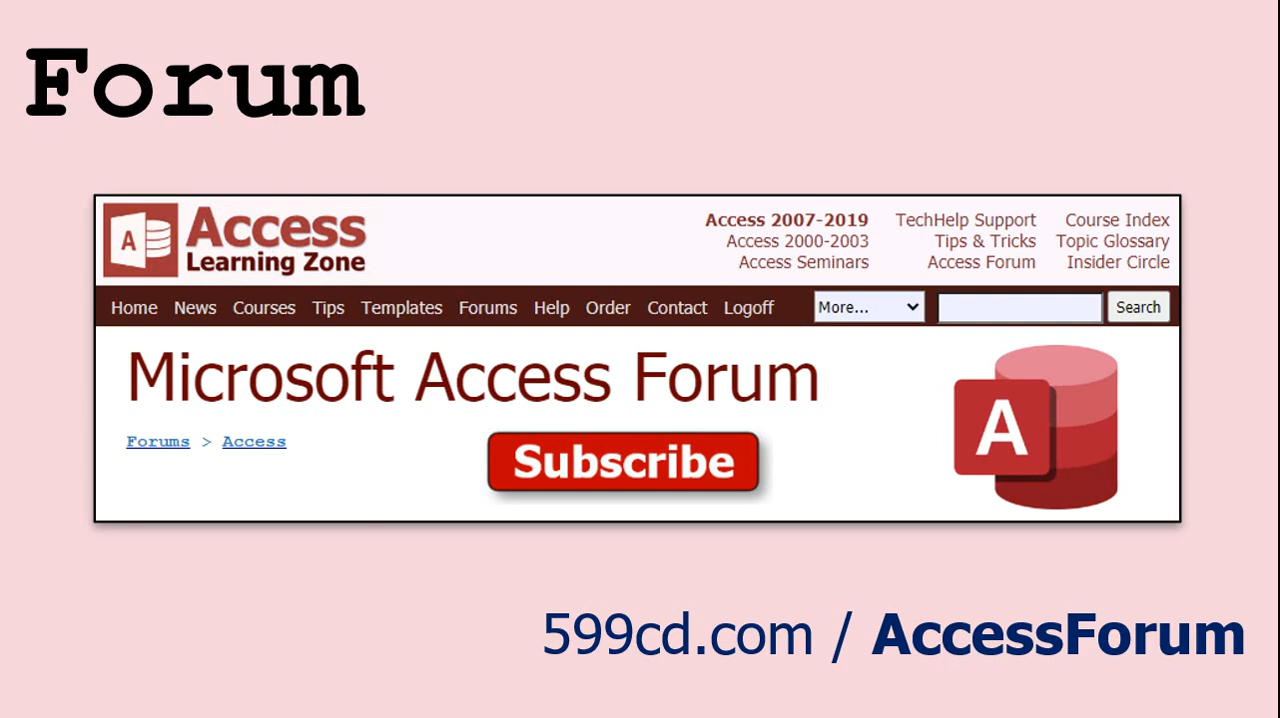 Forum
A Access
Learning Zone
Access 2007-2019 TechHelp Support Course Index
Access 2000-2003 Tips & Tricks Topic Glossary
Access Seminars Access Forum Insider Circle
Home News Courses Tips Templates Forums Help Order Contact Logoff More... Search
Microsoft Access Forum
Forums > Access
Subscribe
A
599cd.com / AccessForum